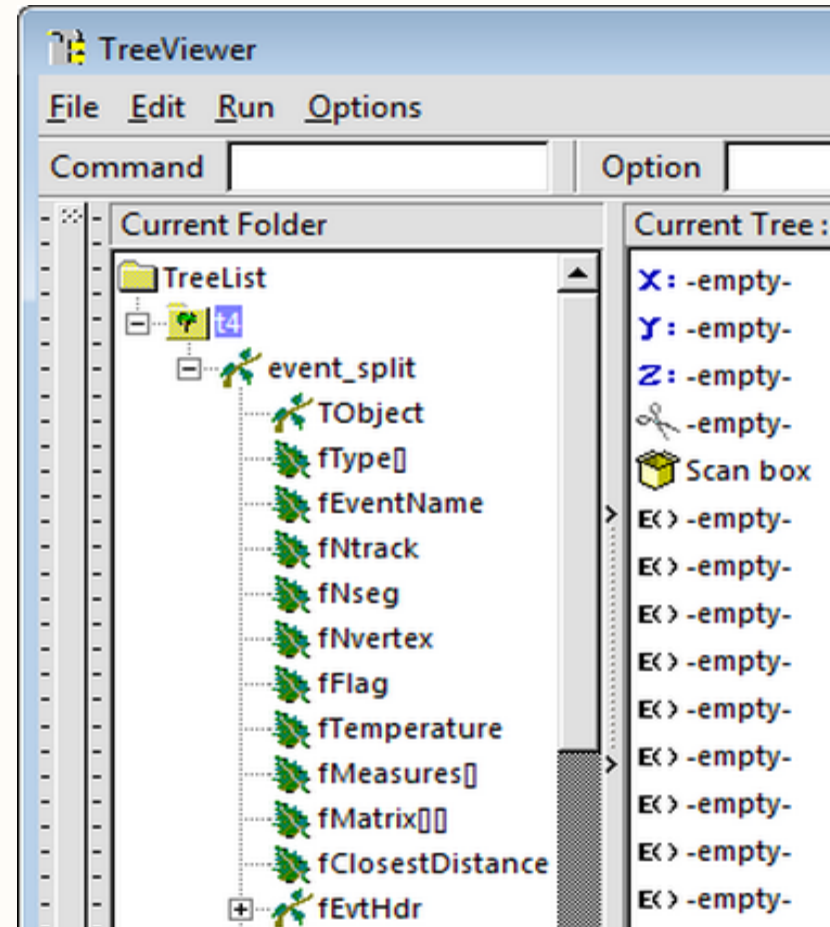 TreeViewer
File Edit Run Options
Command Option
Current Folder
TreeList
t4
event_split
TObject
fType[]
fEventName
fNtrack
fNseg
fNvertex
fFlag
fTemperature
fMeasures[]
fMatrix[][]
fClosestDistance
fEvtHdr
Current Tree :
X: -empty-
Y: -empty-
Z: -empty-
-empty-
Scan box
E() -empty-
E() -empty-
E() -empty-
E() -empty-
E() -empty-
E() -empty-
E() -empty-
E() -empty-
E() -empty-